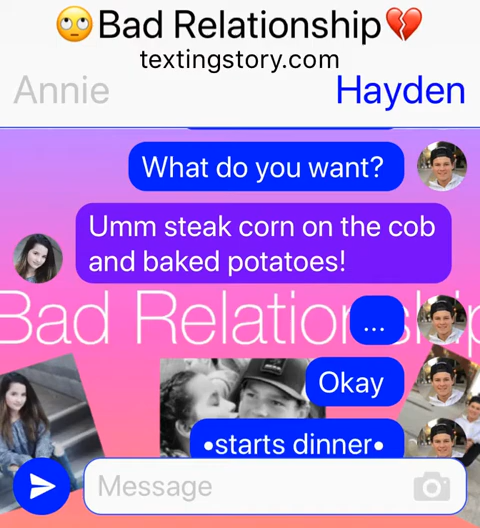 🙄Bad Relationship💔
textingstory.com
Annie Hayden
What do you want?
Umm steak corn on the cob
and baked potatoes!
Bad Relationship
...
Okay
•starts dinner•
Message